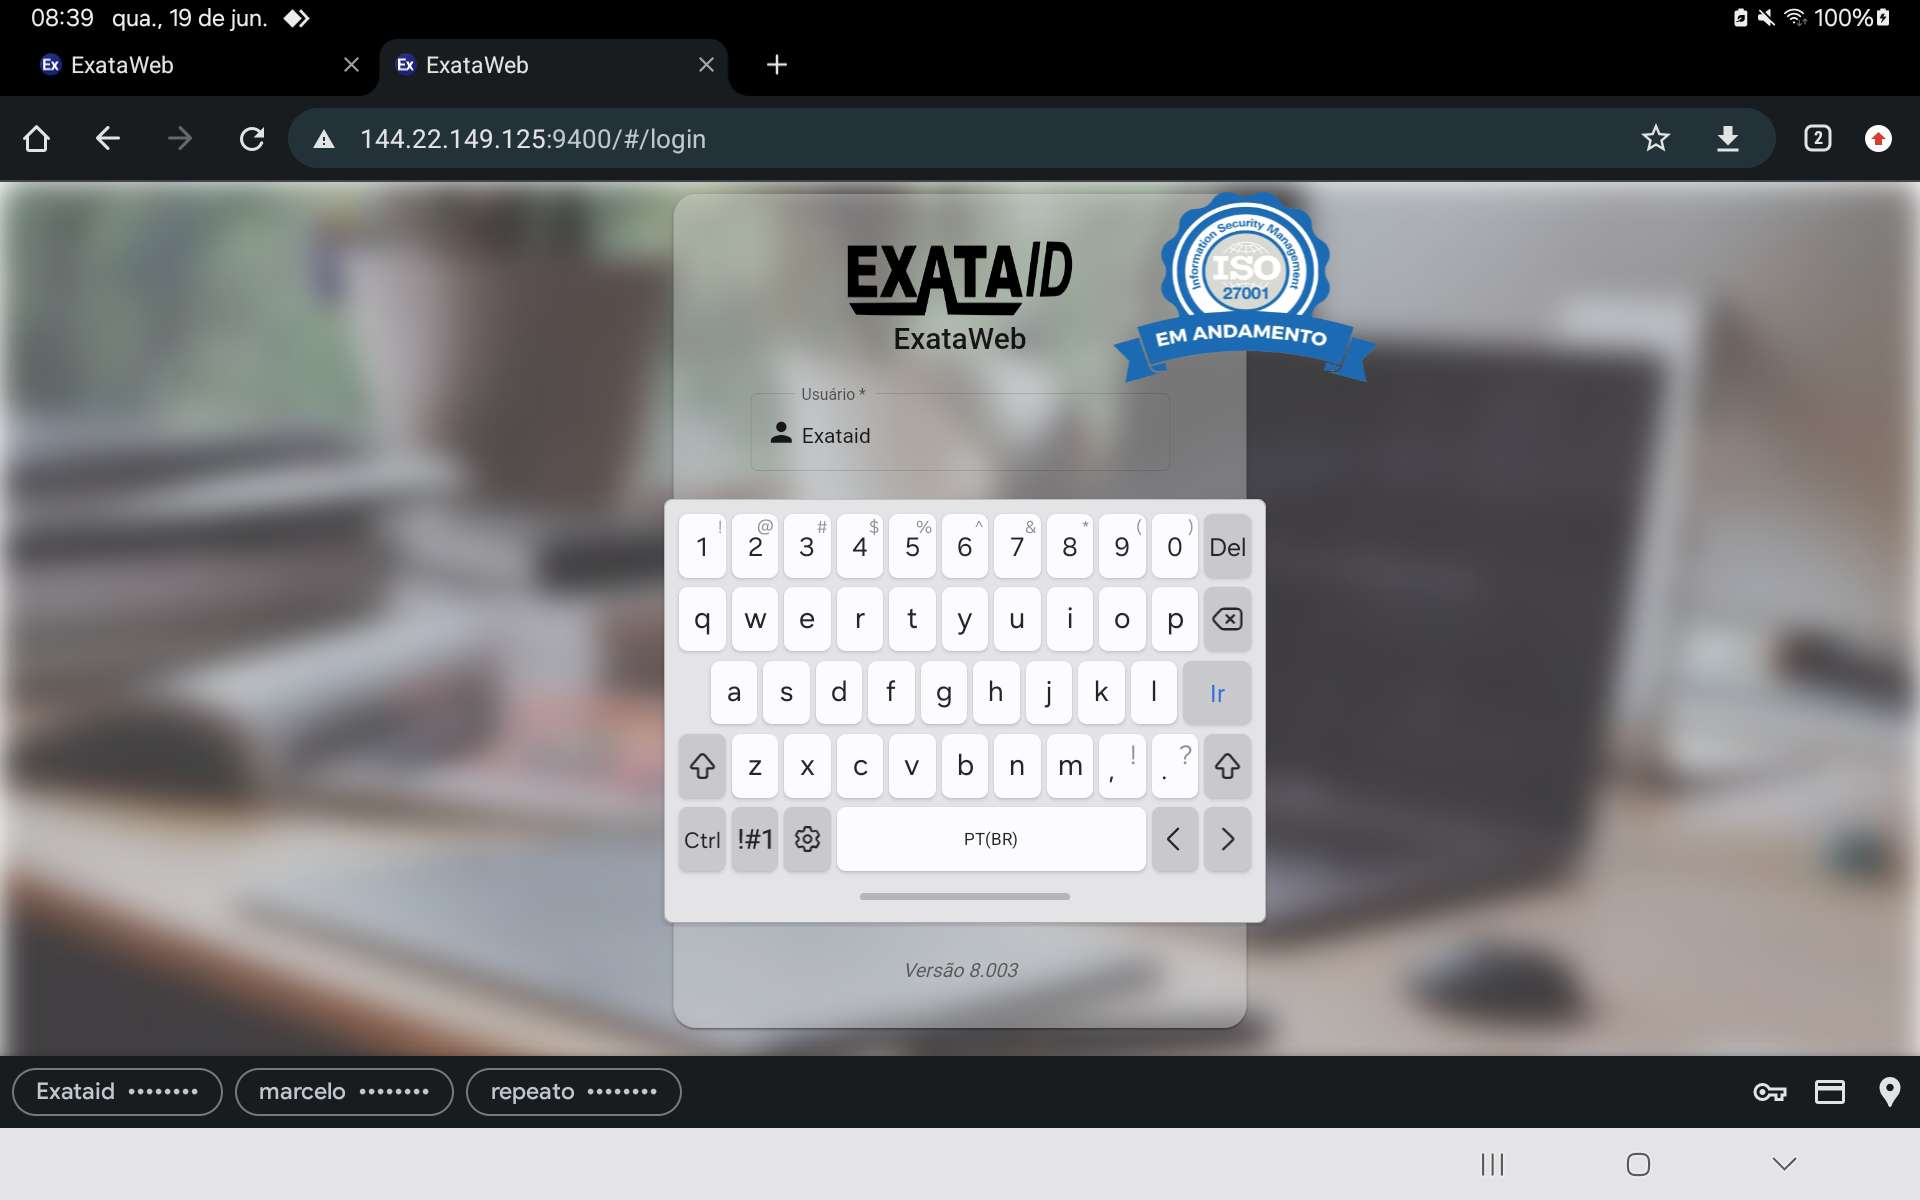 08:39 qua., 19 de jun. 100%
Ex ExataWeb
Ex ExataWeb
144.22.149.125:9400/#/login
2
EXATAID
ExataWeb
Information Security Management
ISO
27001
EM ANDAMENTO
Usuário *
Exataid
! @ # $ % ^ & * ( )
1 2 3 4 5 6 7 8 9 0 Del
q w e r t y u i o p
a s d f g h j k l Ir
z x c v b n m , ! . ?
Ctrl !#1 PT(BR) < >
Versão 8.003
Exataid ••••••••
marcelo ••••••••
repeato ••••••••